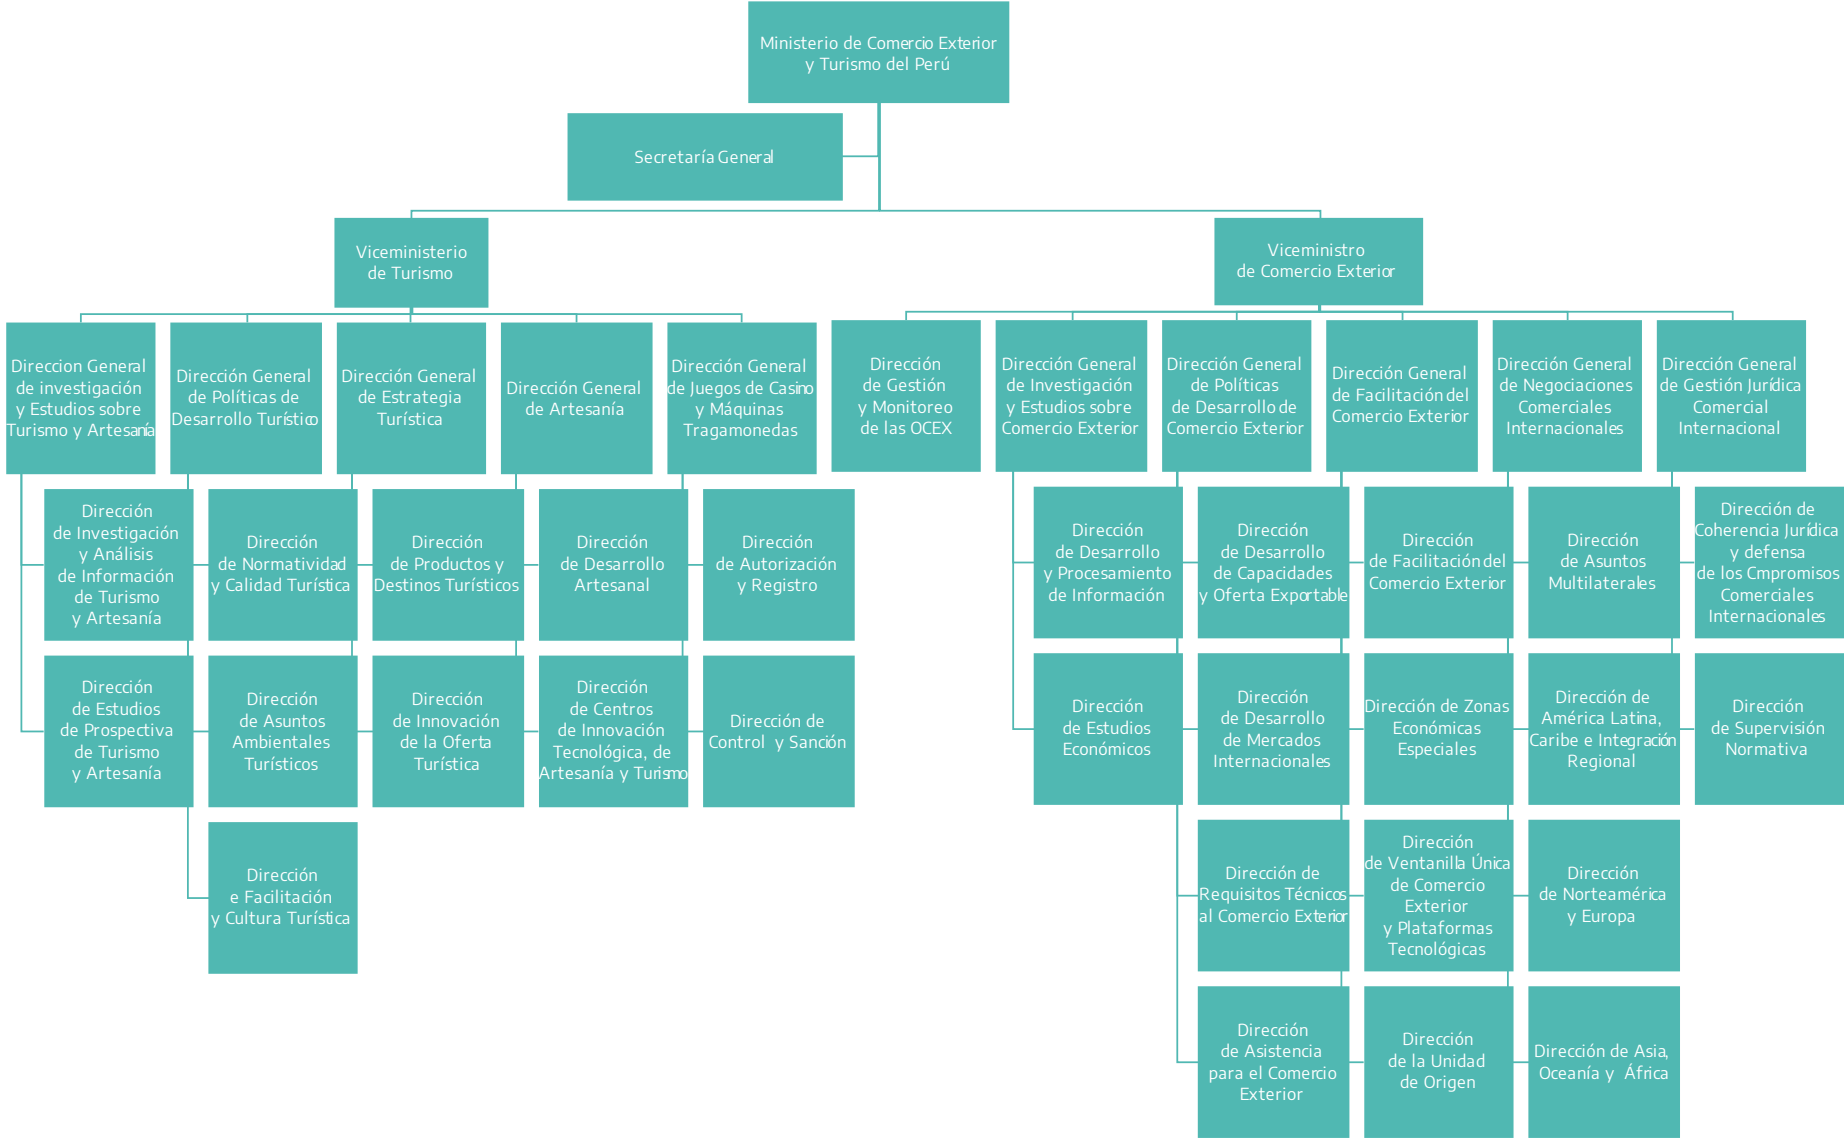 Ministerio de Comercio Exterior
y Turismo del Perú
Secretaría General
Viceministerio
de Turismo
Viceministro
de Comercio Exterior
Direccion General
de investigación
y Estudios sobre
Turismo y Artesanía
Dirección General
de Políticas de
Desarrollo Turístico
Dirección General
de Estrategia
Turística
Dirección General
de Artesanía
Dirección General
de Juegos de Casino
y Máquinas
Tragamonedas
Dirección
de Gestión
y Monitoreo
de las OCEX
Dirección General
de Investigación
y Estudios sobre
Comercio Exterior
Dirección General
de Políticas
de Desarrollo de
Comercio Exterior
Dirección General
de Facilitación del
Comercio Exterior
Dirección General
de Negociaciones
Comerciales
Internacionales
Dirección General
de Gestión Jurídica
Comercial
Internacional
Dirección
de Investigación
y Análisis
de Información
de Turismo
y Artesanía
Dirección
de Normatividad
y Calidad Turística
Dirección
de Productos y
Destinos Turísticos
Dirección
de Desarrollo
Artesanal
Dirección
de Autorización
y Registro
Dirección
de Desarrollo
y Procesamiento
de Información
Dirección
de Desarrollo
de Capacidades
y Oferta Exportable
Dirección
de Facilitación del
Comercio Exterior
Dirección
de Asuntos
Multilaterales
Dirección de
Coherencia Jurídica
y defensa
de los Cmpromisos
Comerciales
Internacionales
Dirección
de Estudios
de Prospectiva
de Turismo
y Artesanía
Dirección
de Asuntos
Ambientales
Turísticos
Dirección
de Innovación
de la Oferta
Turística
Dirección
de Centros
de Innovación
Tecnológica, de
Artesanía y Turismo
Dirección de
Control y Sanción
Dirección
de Estudios
Económicos
Dirección
de Desarrollo
de Mercados
Internacionales
Dirección de Zonas
Económicas
Especiales
Dirección de
América Latina,
Caribe e Integración
Regional
Dirección
de Supervisión
Normativa
Dirección
e Facilitación
y Cultura Turística
Dirección de
Requisitos Técnicos
al Comercio Exterior
Dirección
de Ventanilla Única
de Comercio
Exterior
y Plataformas
Tecnológicas
Dirección
de Norteamérica
y Europa
Dirección
de Asistencia
para el Comercio
Exterior
Dirección
de la Unidad
de Origen
Dirección de Asia,
Oceanía y África